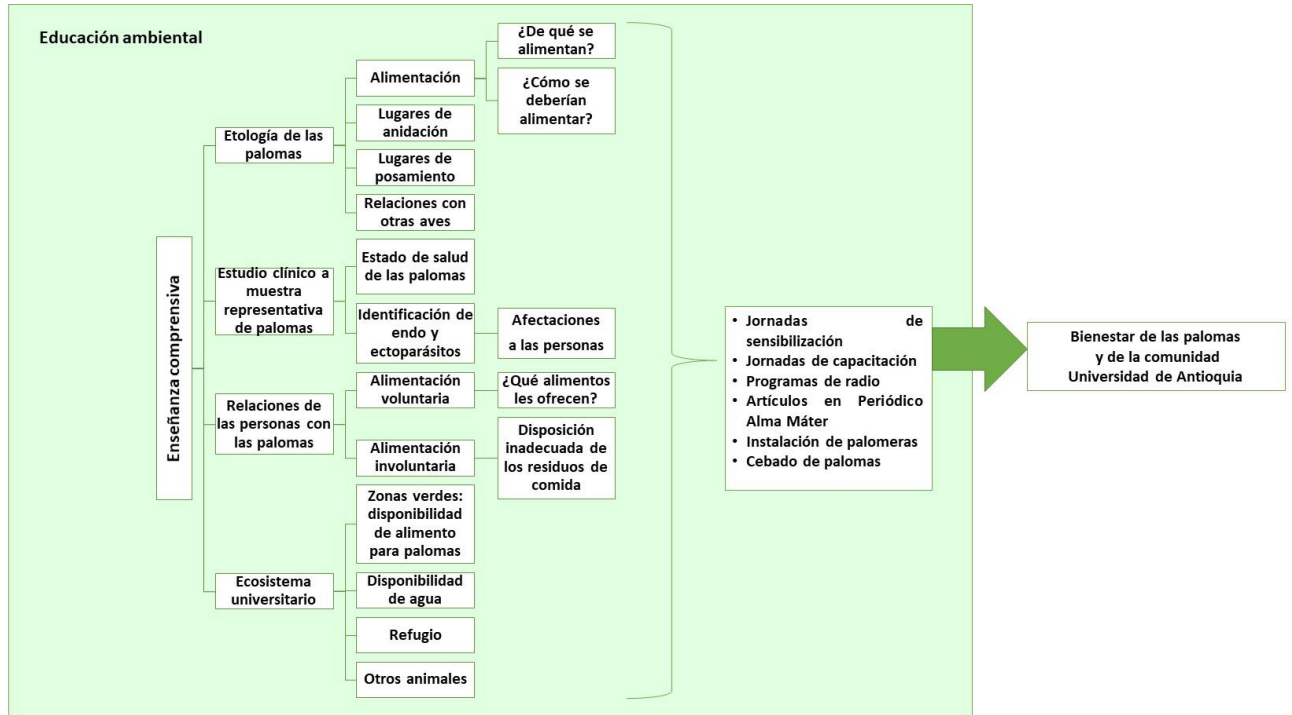 Educación ambiental
Enseñanza comprensiva
Etología de las
palomas
Alimentación
¿De qué se
alimentan?
¿Cómo se
deberían
alimentar?
Lugares de
anidación
Lugares de
posamiento
Relaciones con
otras aves
Estudio clínico a
muestra
representativa
de palomas
Estado de salud
de las palomas
Identificación de
endo y
ectoparásitos
Afectaciones
a las personas
Relaciones de
las personas con
las palomas
Alimentación
voluntaria
¿Qué alimentos
les ofrecen?
Alimentación
involuntaria
Disposición
inadecuada de
los residuos de
comida
Ecosistema
universitario
Zonas verdes:
disponibilidad
de alimento
para palomas
Disponibilidad
de agua
Refugio
Otros animales
• Jornadas de
sensibilización
• Jornadas de capacitación
• Programas de radio
• Artículos en Periódico
Alma Máter
• Instalación de palomeras
• Cebado de palomas
Bienestar de las palomas
y de la comunidad
Universidad de Antioquia